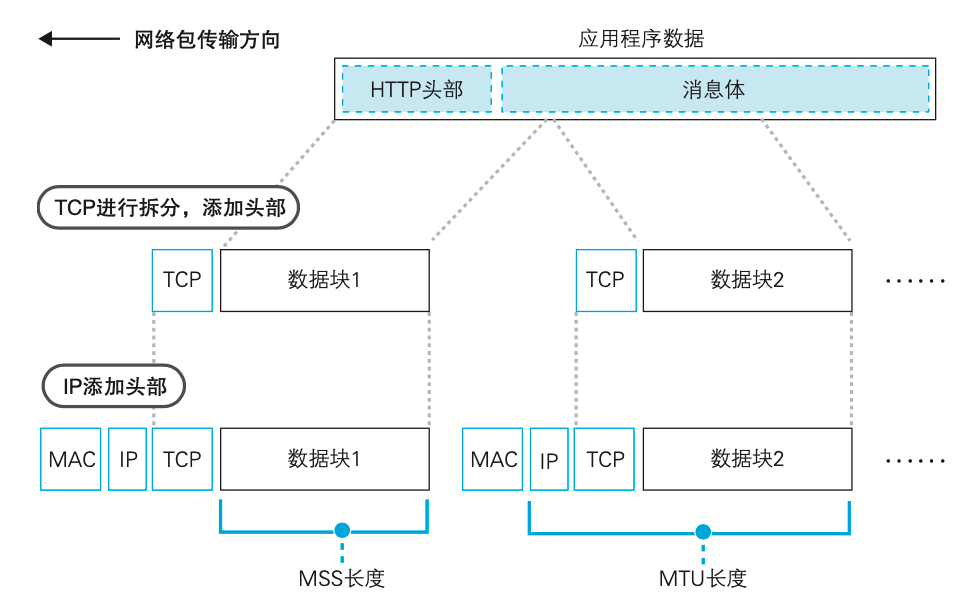 网络包传输方向
应用程序数据
HTTP头部 消息体
TCP进行拆分，添加头部
TCP 数据块1 TCP 数据块2 ······
IP添加头部
MAC IP TCP 数据块1 MAC IP TCP 数据块2 ······
MSS长度 MTU长度